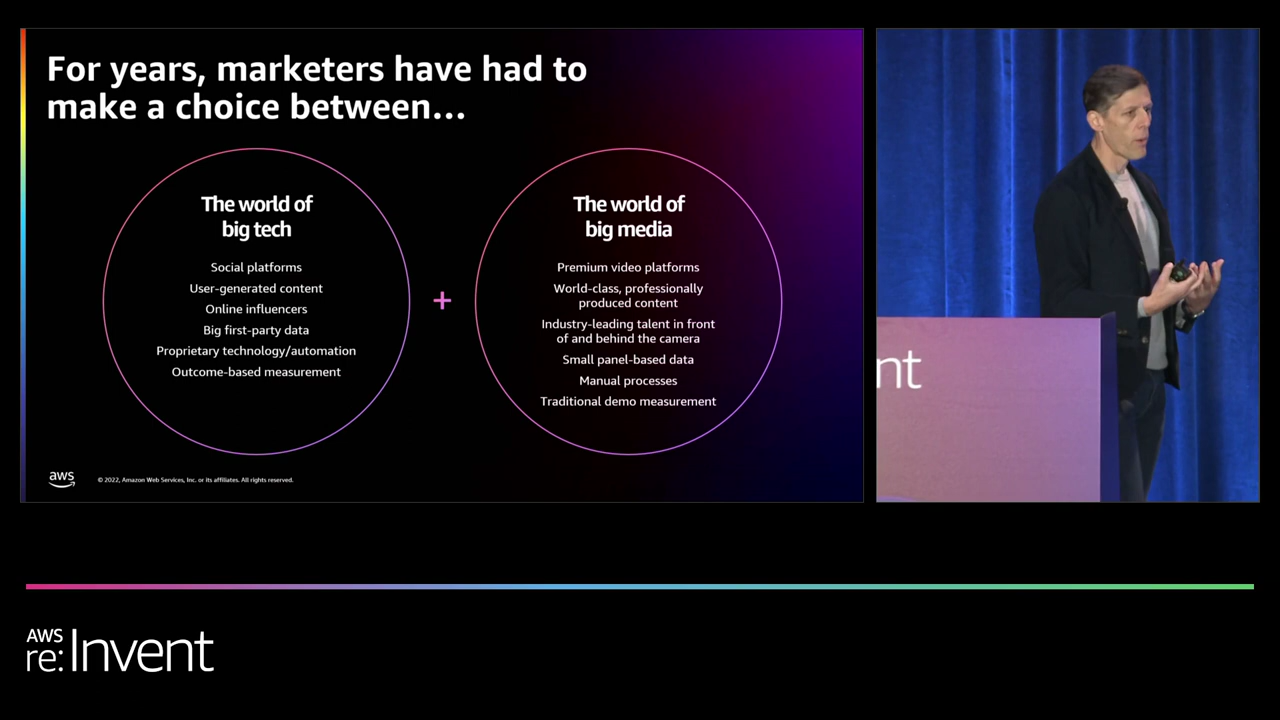 For years, marketers have had to
make a choice between...
The world of
big tech
Social platforms
User-generated content
Online influencers
Big first-party data
Proprietary technology/automation
Outcome-based measurement
+
The world of
big media
Premium video platforms
World-class, professionally
produced content
Industry-leading talent in front
of and behind the camera
Small panel-based data
Manual processes
Traditional demo measurement
aws
© 2022, Amazon Web Services, Inc. or its affiliates. All rights reserved.
nt
AWS
re:Invent